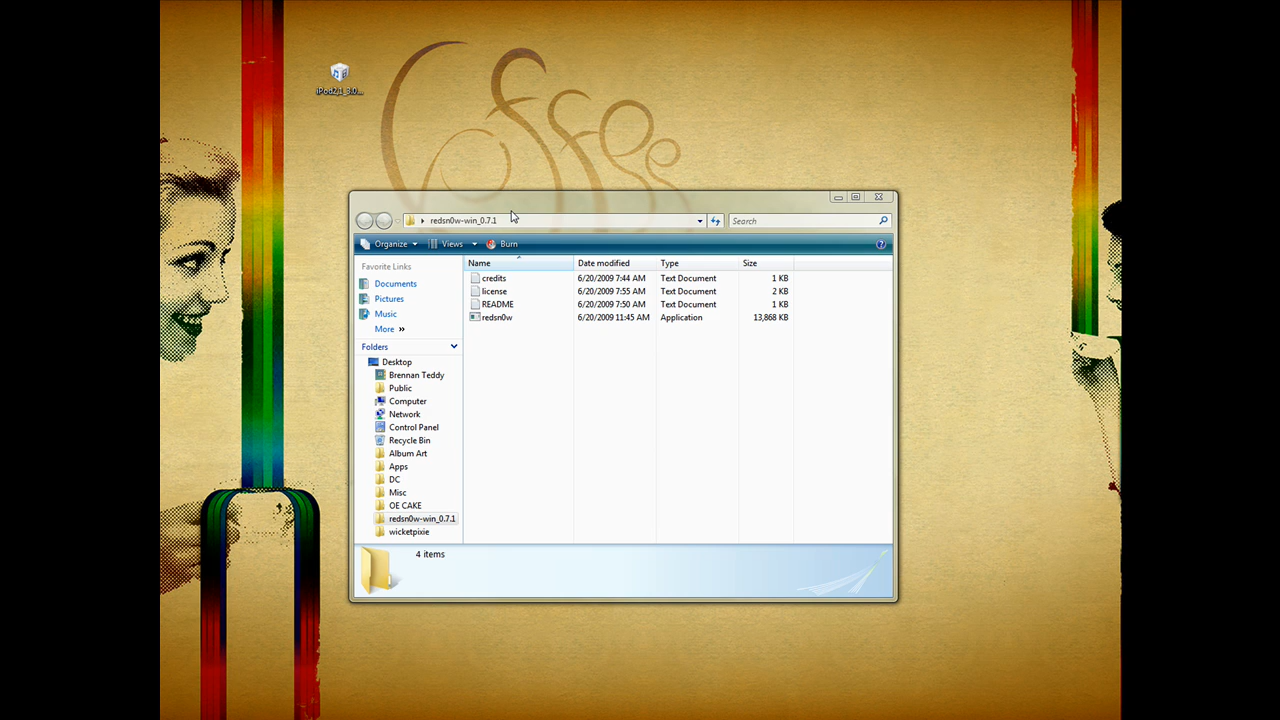 Coffee
iPod2,1_3.0...
redsn0w-win_0.7.1
Search
Organize Views Burn
Favorite Links
Documents
Pictures
Music
More »
Folders
Desktop
Brennan Teddy
Public
Computer
Network
Control Panel
Recycle Bin
Album Art
Apps
DC
Misc
OE CAKE
redsn0w-win_0.7.1
wicketpixie
Name Date modified Type Size
credits 6/20/2009 7:44 AM Text Document 1 KB
license 6/20/2009 7:55 AM Text Document 2 KB
README 6/20/2009 7:50 AM Text Document 1 KB
redsn0w 6/20/2009 11:45 AM Application 13,868 KB
4 items